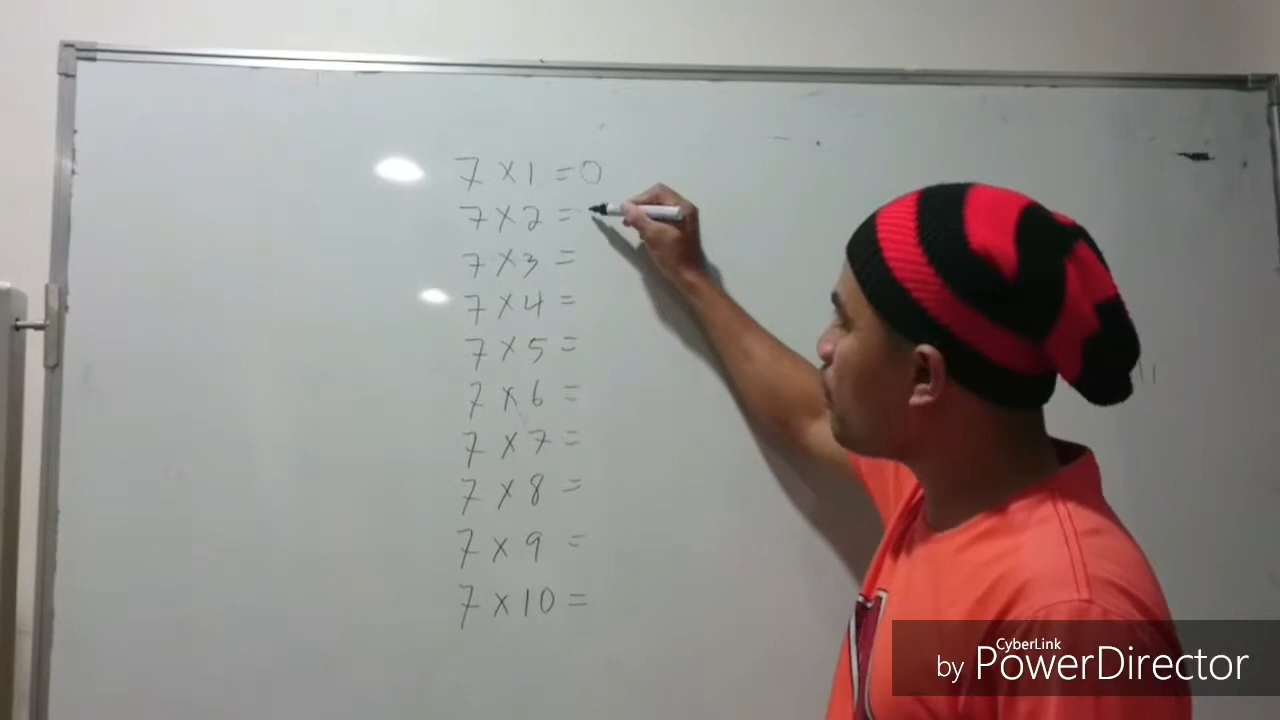 7 × 1 = 0
7 × 2 =
7 × 3 =
7 × 4 =
7 × 5 =
7 × 6 =
7 × 7 =
7 × 8 =
7 × 9 =
7 × 10 =
CyberLink
by PowerDirector